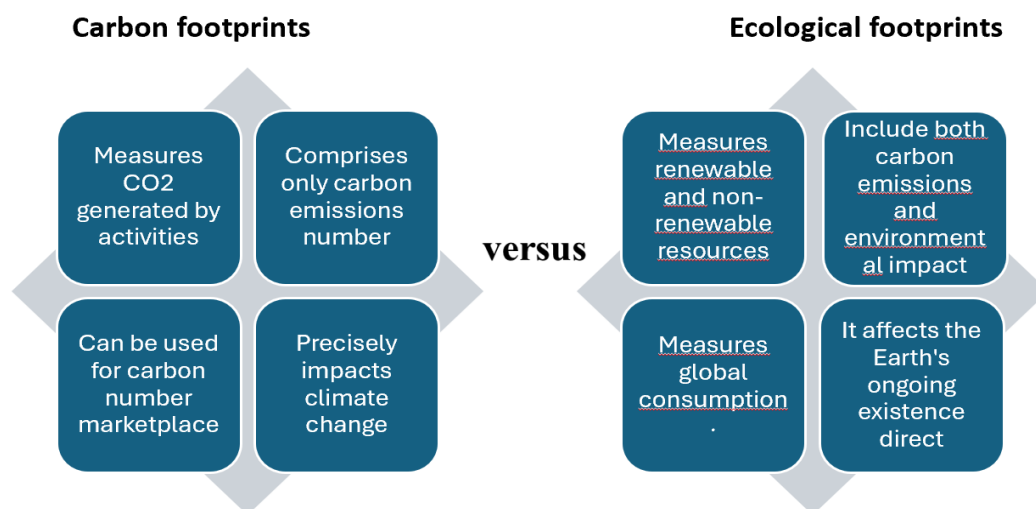 Carbon footprints
Ecological footprints
Measures
CO2
generated by
activities
Comprises
only carbon
emissions
number
Can be used
for carbon
number
marketplace
Precisely
impacts
climate
change
versus
Measures
renewable
and non-
renewable
resources
Include both
carbon
emissions
and
environment
al impact
Measures
global
consumption
.
It affects the
Earth's
ongoing
existence
direct